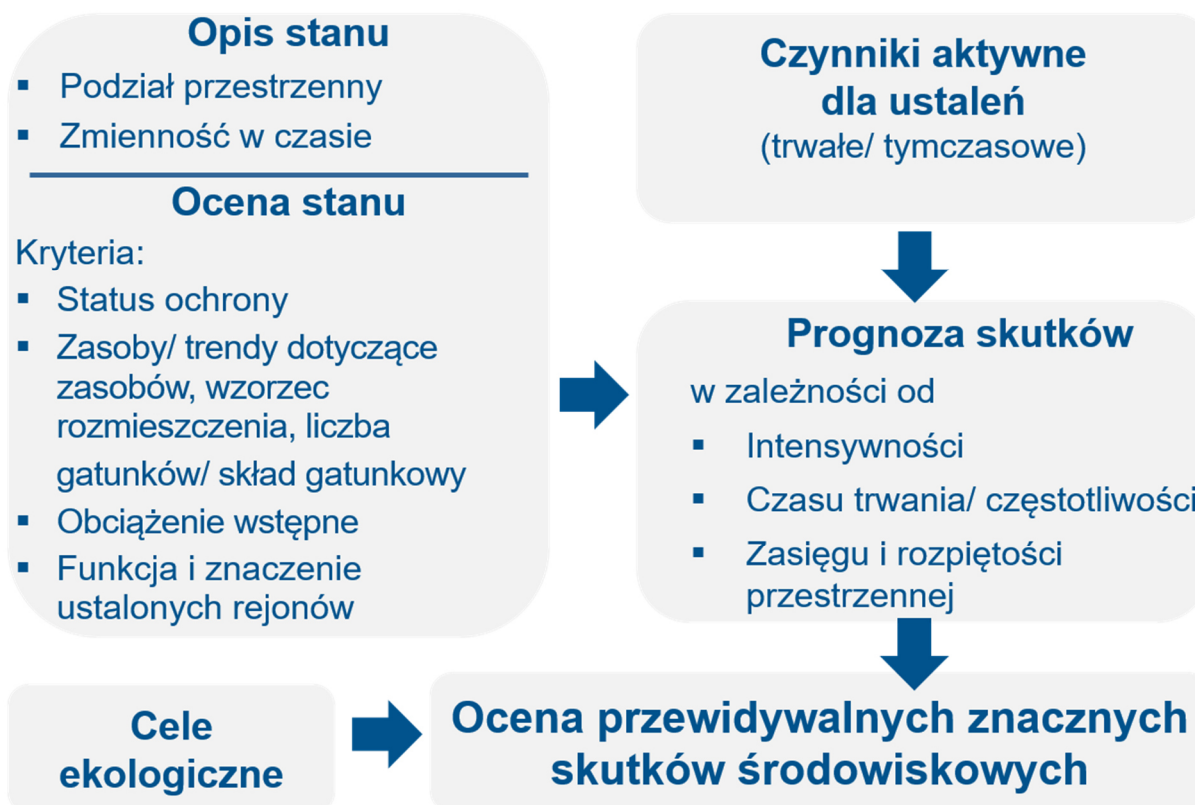 Opis stanu
▪ Podział przestrzenny
▪ Zmienność w czasie
Ocena stanu
Kryteria:
▪ Status ochrony
▪ Zasoby/ trendy dotyczące
zasobów, wzorzec
rozmieszczenia, liczba
gatunków/ skład gatunkowy
▪ Obciążenie wstępne
▪ Funkcja i znaczenie
ustalonych rejonów
Czynniki aktywne
dla ustaleń
(trwałe/ tymczasowe)
Prognoza skutków
w zależności od
▪ Intensywności
▪ Czasu trwania/ częstotliwości
▪ Zasięgu i rozpiętości
przestrzennej
Cele
ekologiczne
Ocena przewidywalnych znacznych
skutków środowiskowych